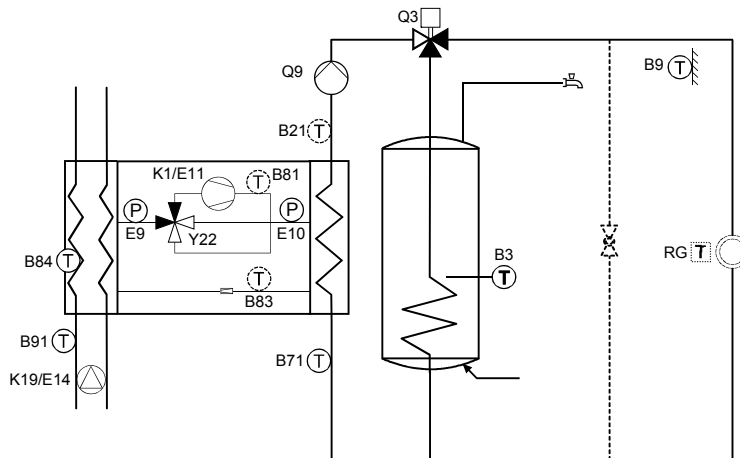 Q3
B9 T
Q9
B21 T
K1/E11
T B81
P
P
E9
Y22
E10
B84 T
B3
T
RG T
T
B83
B91 T
B71 T
K19/E14